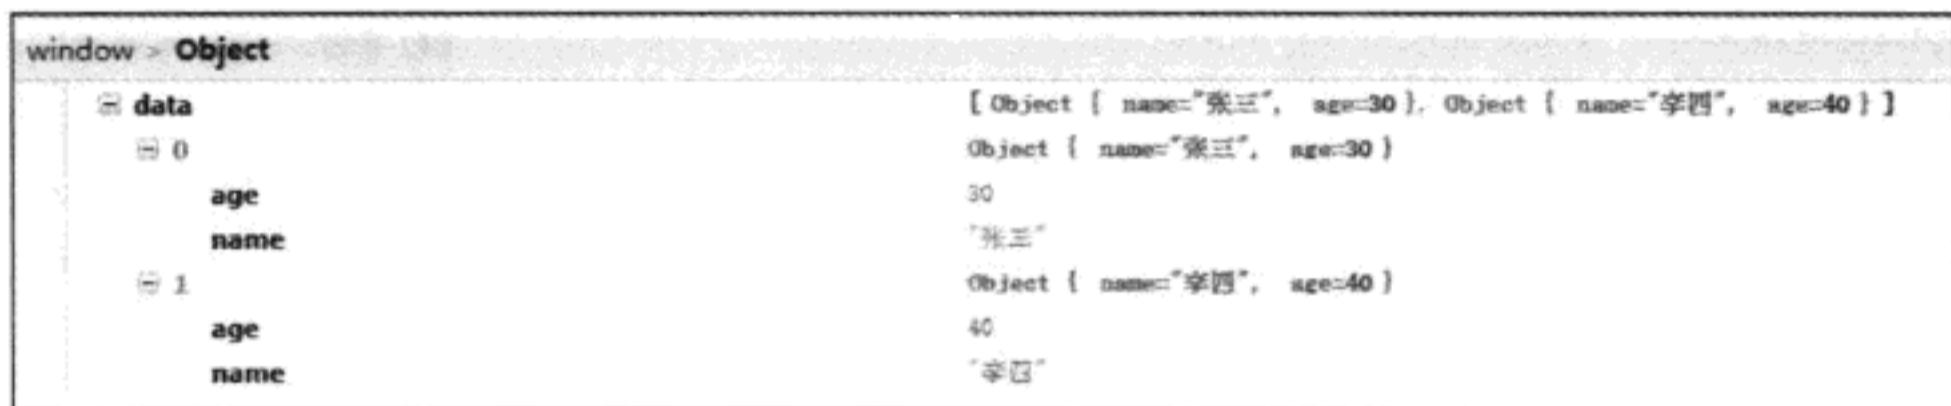 window > Object
data [ Object { name="张三", age=30 }, Object { name="李四", age=40 } ]
0 Object { name="张三", age=30 }
age 30
name "张三"
1 Object { name="李四", age=40 }
age 40
name "李四"